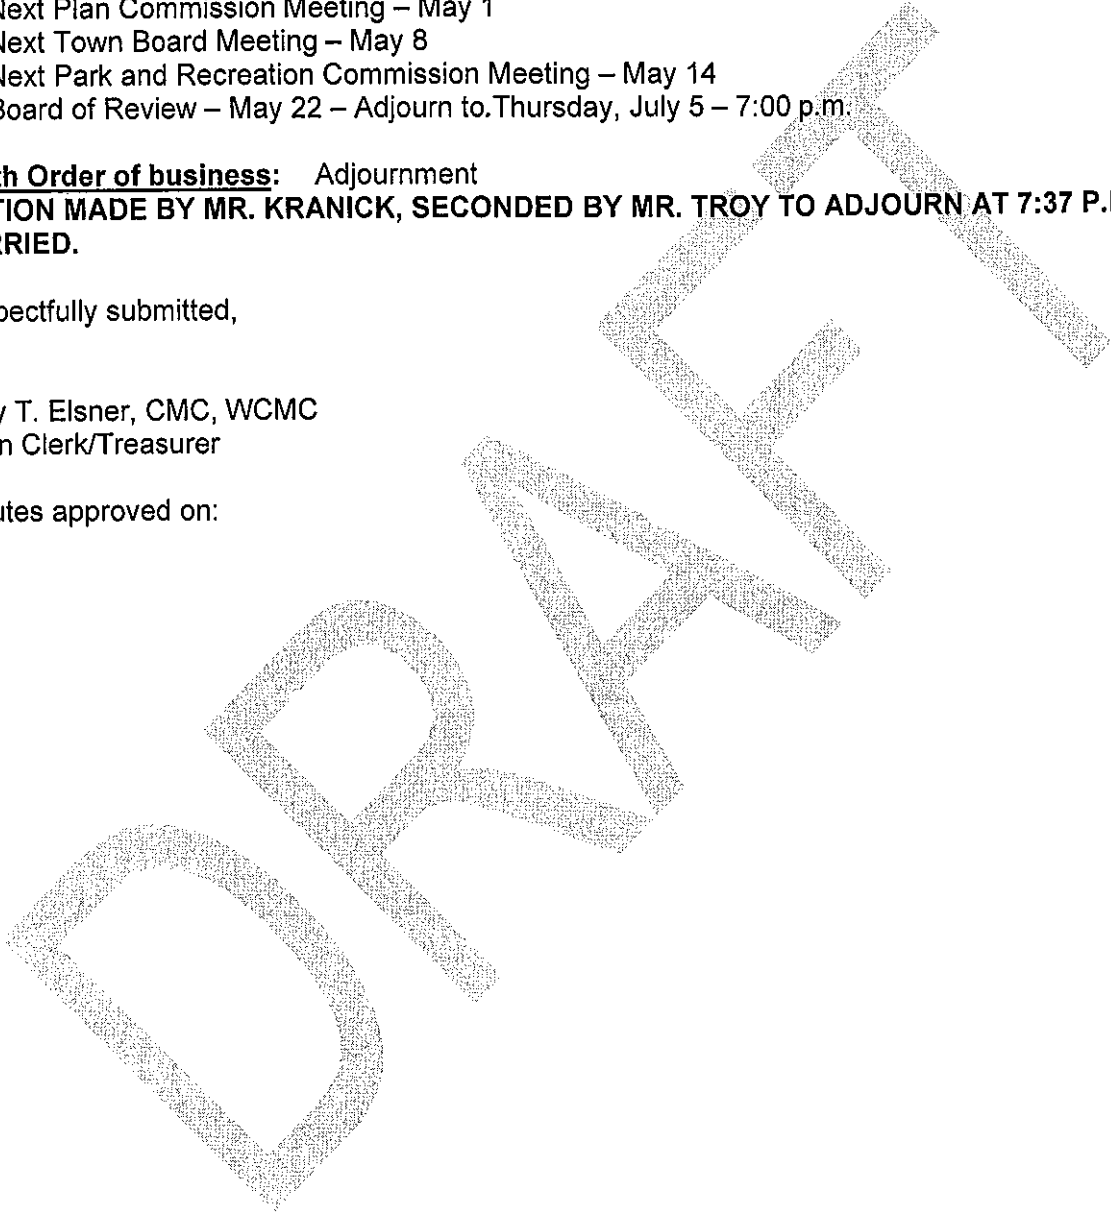 Next Plan Commission Meeting – May 1
Next Town Board Meeting – May 8
Next Park and Recreation Commission Meeting – May 14
Board of Review – May 22 – Adjourn to.Thursday, July 5 – 7:00 p.m.
th Order of business: Adjournment
TION MADE BY MR. KRANICK, SECONDED BY MR. TROY TO ADJOURN AT 7:37 P.
RRIED.
pectfully submitted,
y T. Elsner, CMC, WCMC
n Clerk/Treasurer
utes approved on:
DRAFT